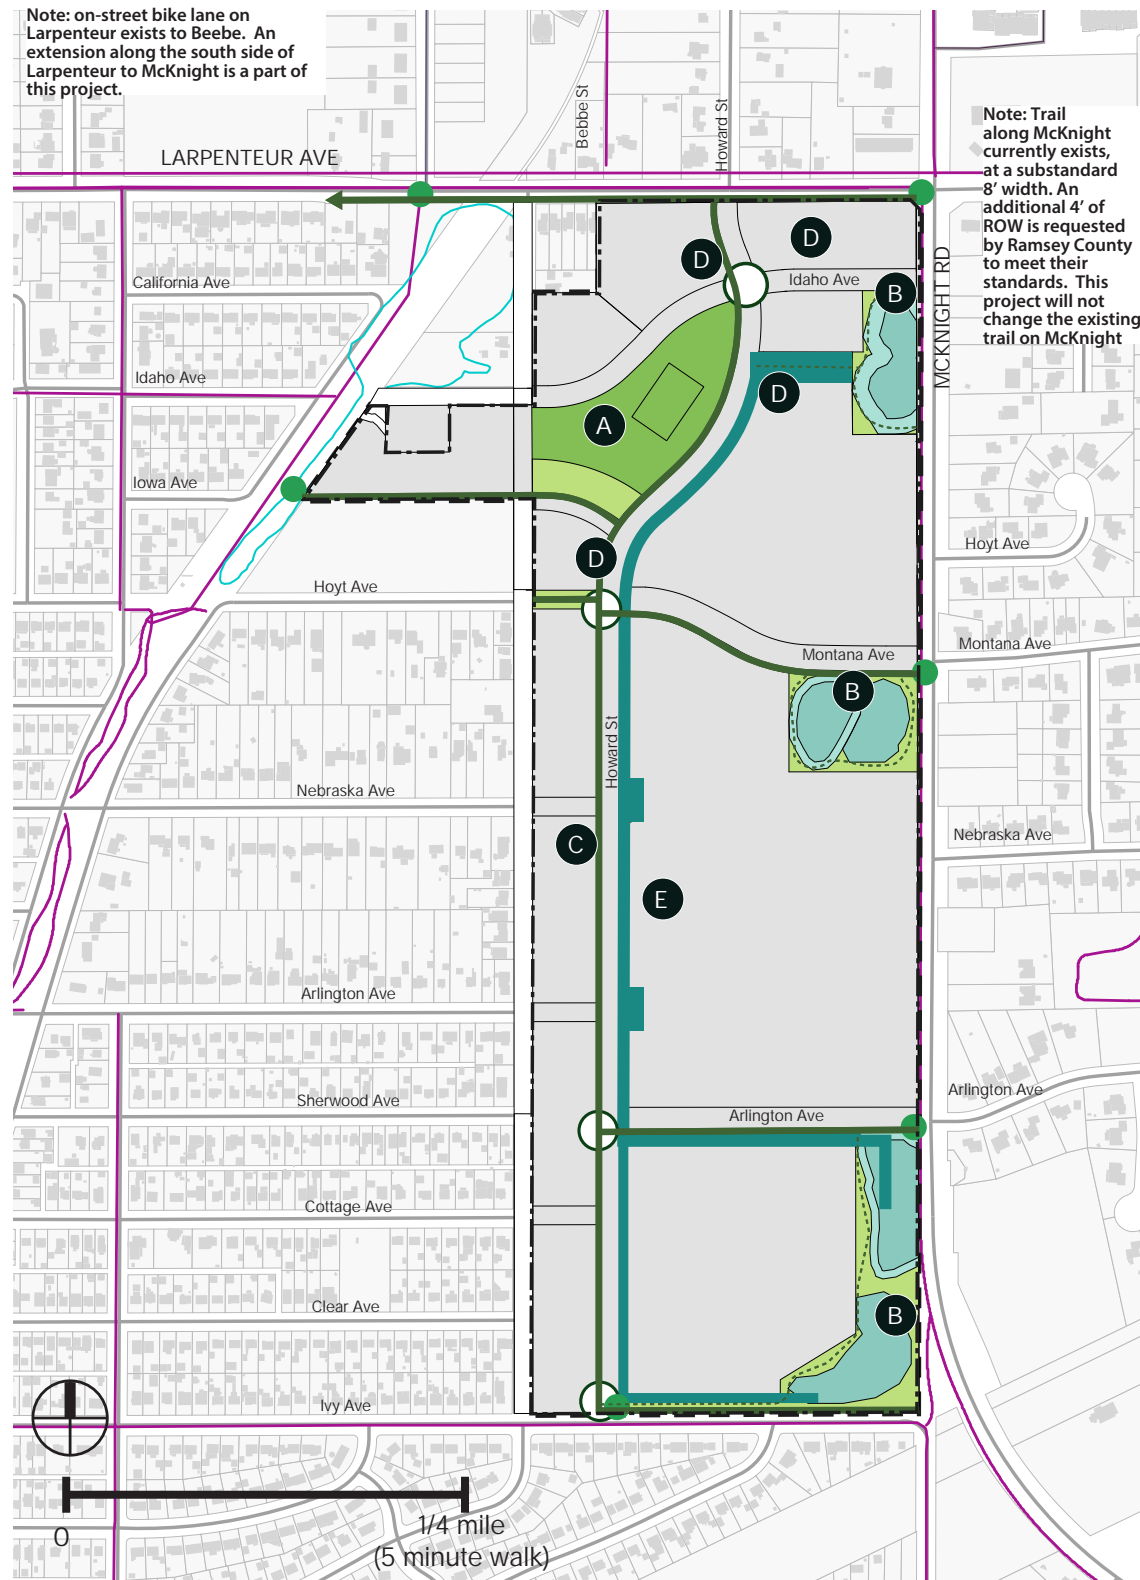 Note: on-street bike lane on
Larpenteur exists to Beebe. An
extension along the south side of
Larpenteur to McKnight is a part of
this project.
Bebbe St
Howard St
Note: Trail
along McKnight
currently exists,
at a substandard
8' width. An
additional 4' of
ROW is requested
by Ramsey County
to meet their
standards. This
project will not
change the existing
trail on McKnight
LARPENTEUR AVE
MCKNIGHT RD
D
D
California Ave
Idaho Ave
B
Idaho Ave
D
A
Iowa Ave
Hoyt Ave
D
Hoyt Ave
Montana Ave
Montana Ave
B
Howard St
Nebraska Ave
Nebraska Ave
C
E
Arlington Ave
Arlington Ave
Sherwood Ave
Arlington Ave
Cottage Ave
Clear Ave
B
Ivy Ave
0
1/4 mile
(5 minute walk)